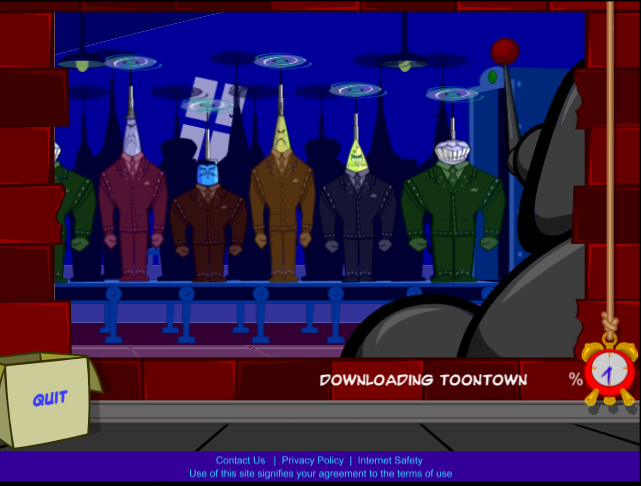 DOWNLOADING TOONTOWN %
1
QUIT
Contact Us | Privacy Policy | Internet Safety
Use of this site signifies your agreement to the terms of use